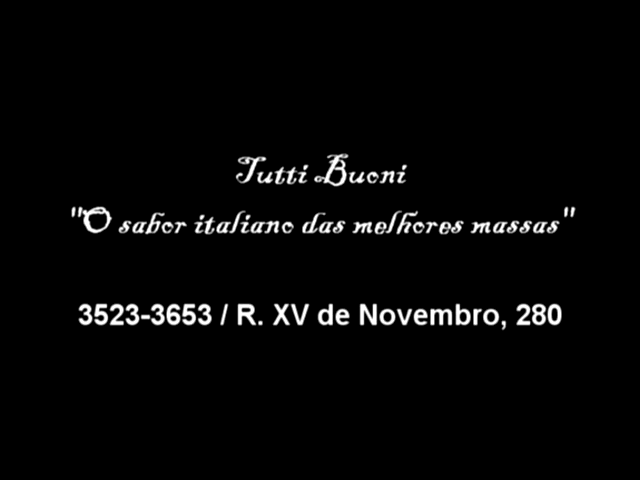 Tutti Buoni
"O sabor italiano das melhores massas"
3523-3653 / R. XV de Novembro, 280